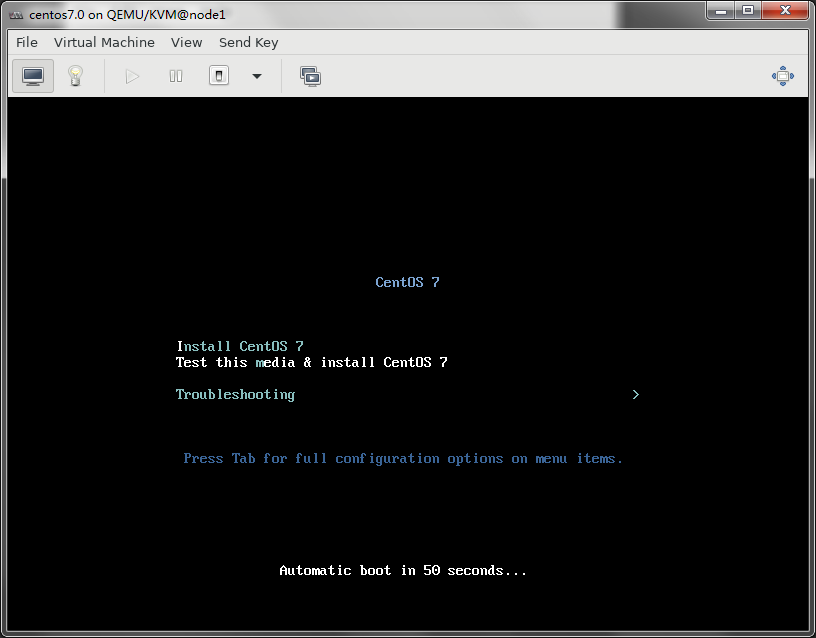 centos7.0 on QEMU/KVM@node1
File Virtual Machine View Send Key
CentOS 7
Install CentOS 7
Test this media & install CentOS 7
Troubleshooting >
Press Tab for full configuration options on menu items.
Automatic boot in 50 seconds...